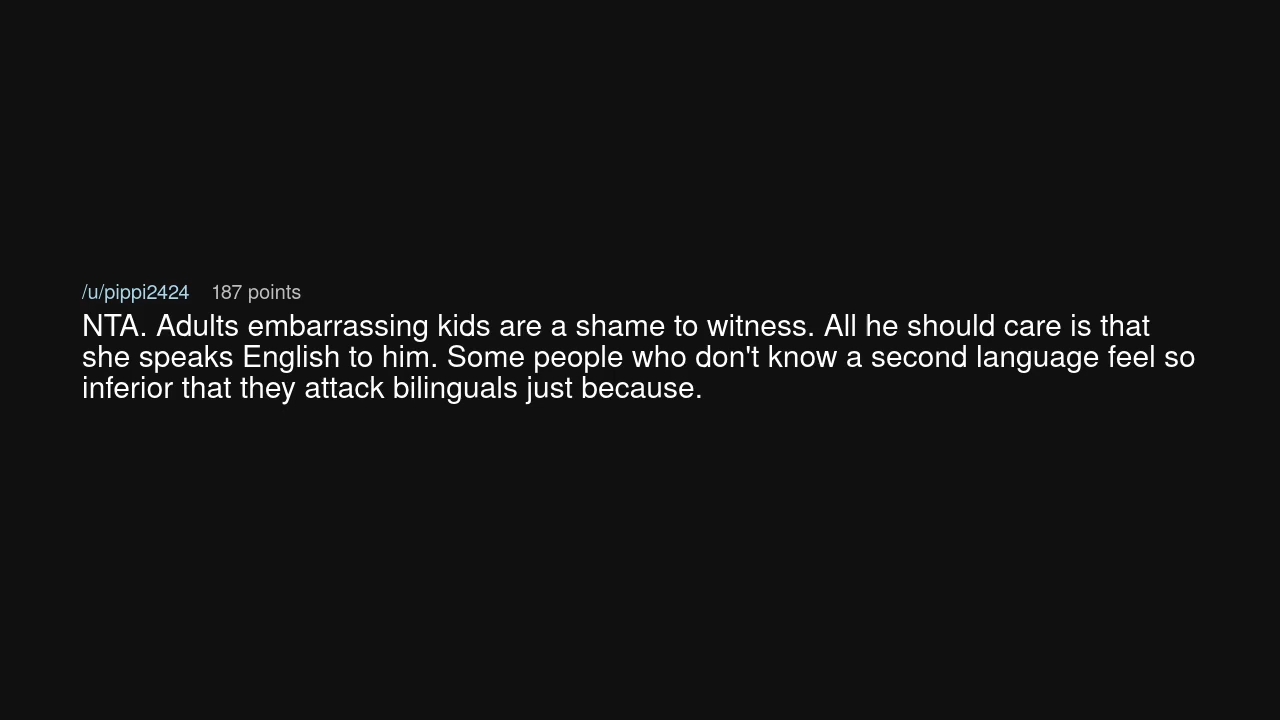 /u/pippi2424 187 points
NTA. Adults embarrassing kids are a shame to witness. All he should care is that
she speaks English to him. Some people who don't know a second language feel so
inferior that they attack bilinguals just because.